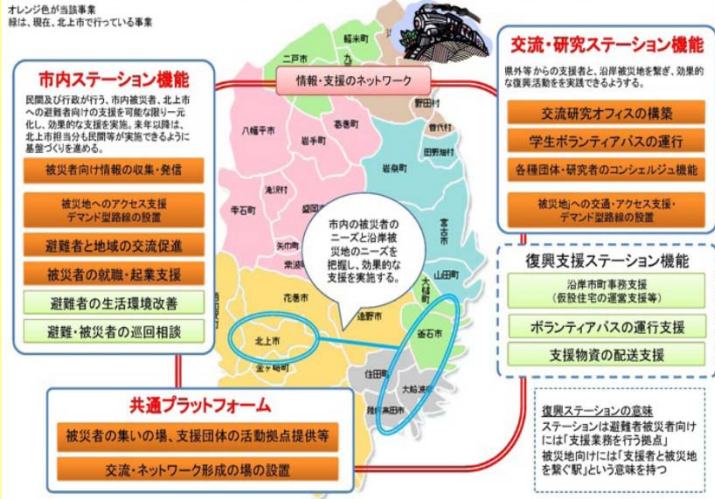 オレンジ色が当該事業
緑は、現在、北上市で行っている事業
情報・支援のネットワーク
市内ステーション機能
民間及び行政が行う、市内被災者、北上市
への避難者向けの支援を可能な限り一元
化し、効果的な支援を実施。来年以降は、
北上市担当分も民間等が実施できるように
基盤づくりを進める。
被災者向け情報の収集・発信
被災地へのアクセス支援
デマンド型路線の設置
避難者と地域の交流促進
被災者の就職・起業支援
避難者の生活環境改善
避難・被災者の巡回相談
交流・研究ステーション機能
県外等からの支援者と、沿岸被災地を繋ぎ、効果的
な復興活動をを実践できるようする。
交流研究オフィスの構築
学生ボランティアバスの運行
各種団体・研究者のコンシェルジュ機能
被災地への交通・アクセス支援・
デマンド型路線の設置
復興支援ステーション機能
沿岸市町事務支援
(仮設住宅の運営支援等)
ボランティアバスの運行支援
支援物資の配送支援
復興ステーションの意味
ステーションは避難者被災者向け
には「支援業務を行う拠点」
被災地向けには「支援者と被災地
を繋ぐ駅」という意味を持つ
共通プラットフォーム
被災者の集いの場、支援団体の活動拠点提供等
交流・ネットワーク形成の場の設置
市内の被災者の
ニーズと沿岸被
災地のニーズを
把握し、効果的な
支援を実施する。
軽米町
二戸市
九
野田村
普代村
田野畑村
八幡平市
岩手町
葛巻町
岩泉町
滝沢村
雫石町
盛岡
宮古市
矢巾町
紫波
山田町
大槌町
花巻市
遠野市
釜石市
北上市
金ヶ崎町
住田町
大船渡
陸前高田市